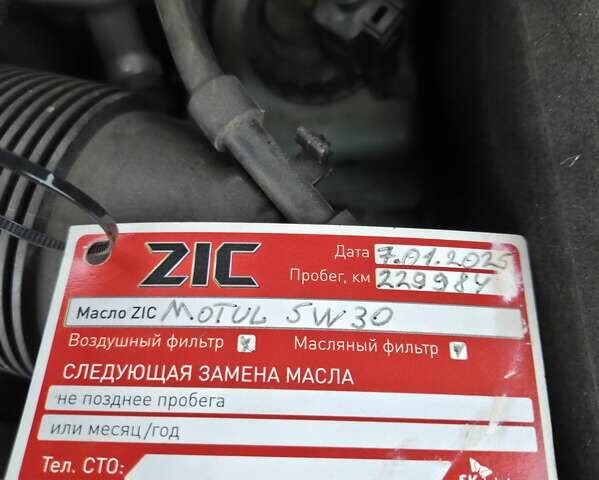 ZIC
Дата 7.01.2025
Пробег, км 229984
Масло ZIC MOTUL 5W30
Воздушный фильтр Масляный фильтр
СЛЕДУЮЩАЯ ЗАМЕНА МАСЛА
не позднее пробега
или месяц/год
Тел. СТО:
SK